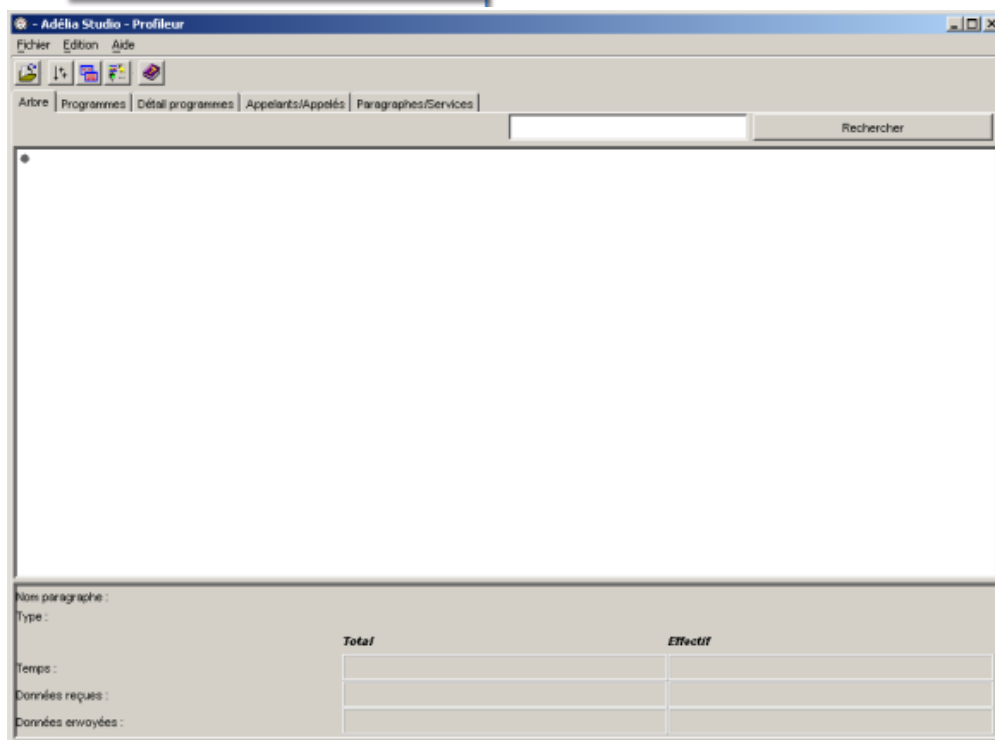 - Adélia Studio - Profileur
Fichier Edition Aide
Arbre Programmes Détail programmes Appelants/Appelés Paragraphes/Services
Rechercher
Nom paragraphe :
Type :
Total Effectif
Temps :
Données reçues :
Données envoyées :